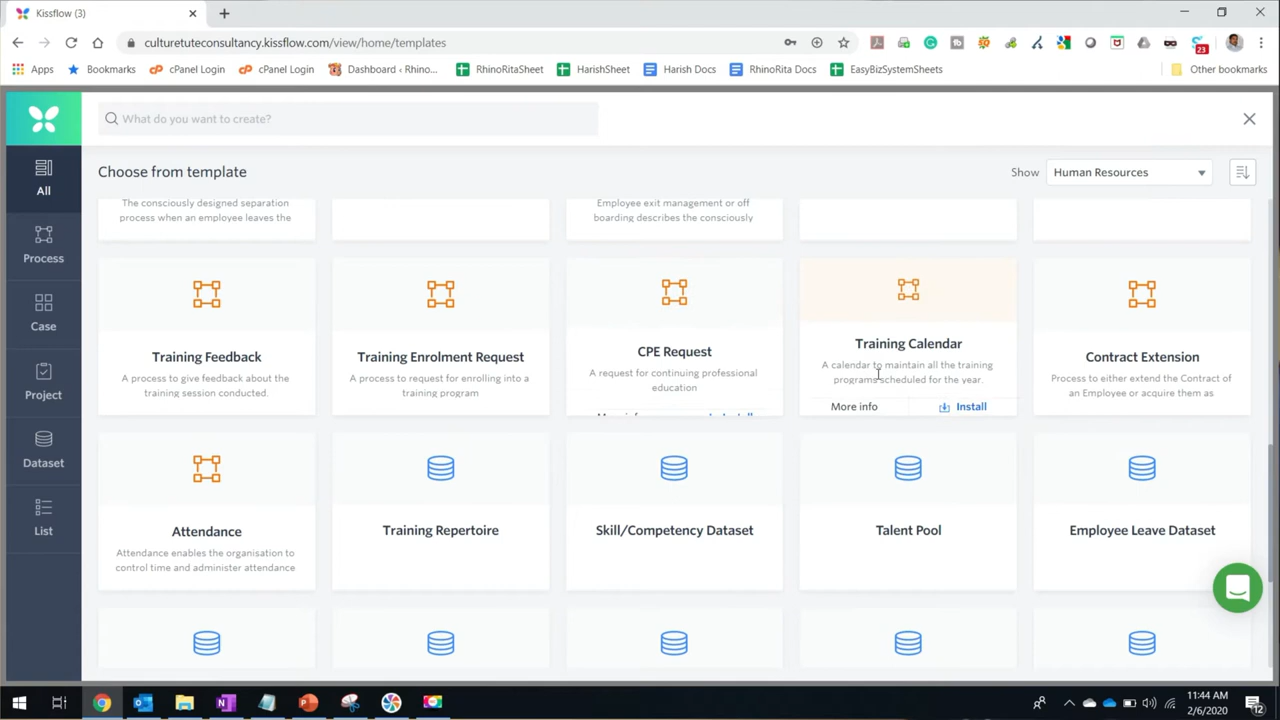 Kissflow (3)
culturetuteconsultancy.kissflow.com/view/home/templates
23
Apps
Bookmarks
cPanel Login
cPanel Login
Dashboard ‹ Rhino...
RhinoRitaSheet
HarishSheet
Harish Docs
RhinoRita Docs
EasyBizSystemSheets
Other bookmarks
What do you want to create?
All
Process
Case
Project
Dataset
List
Choose from template
Show
Human Resources
The consciously designed separation
process when an employee leaves the
Employee exit management or off
boarding describes the consciously
Training Feedback
A process to give feedback about the
training session conducted.
Training Enrolment Request
A process to request for enrolling into a
training program
CPE Request
A request for continuing professional
education
Training Calendar
A calendar to maintain all the training
programs scheduled for the year.
More info
Install
Contract Extension
Process to either extend the Contract of
an Employee or acquire them as
Attendance
Attendance enables the organisation to
control time and administer attendance
Training Repertoire
Skill/Competency Dataset
Talent Pool
Employee Leave Dataset
11:44 AM
2/6/2020
12